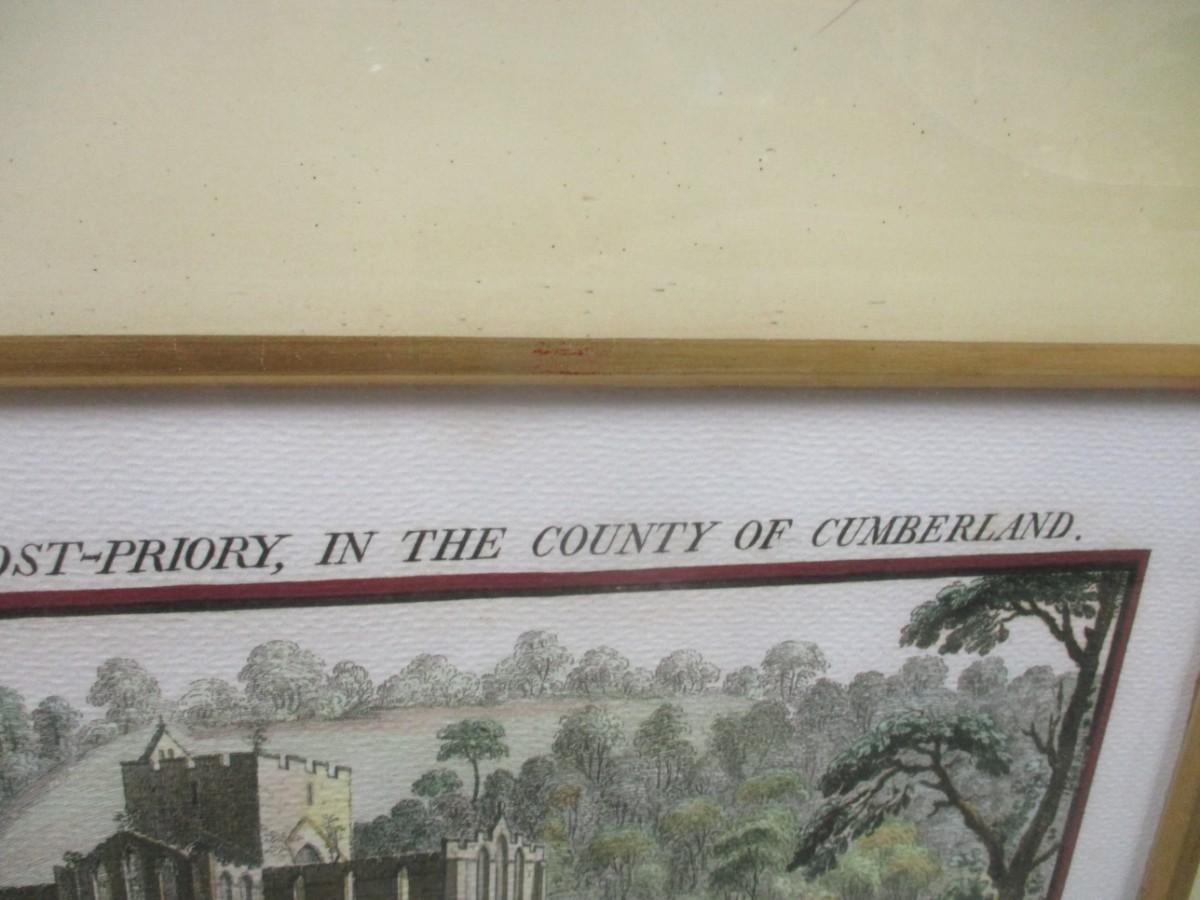 OST-PRIORY, IN THE COUNTY OF CUMBERLAND.